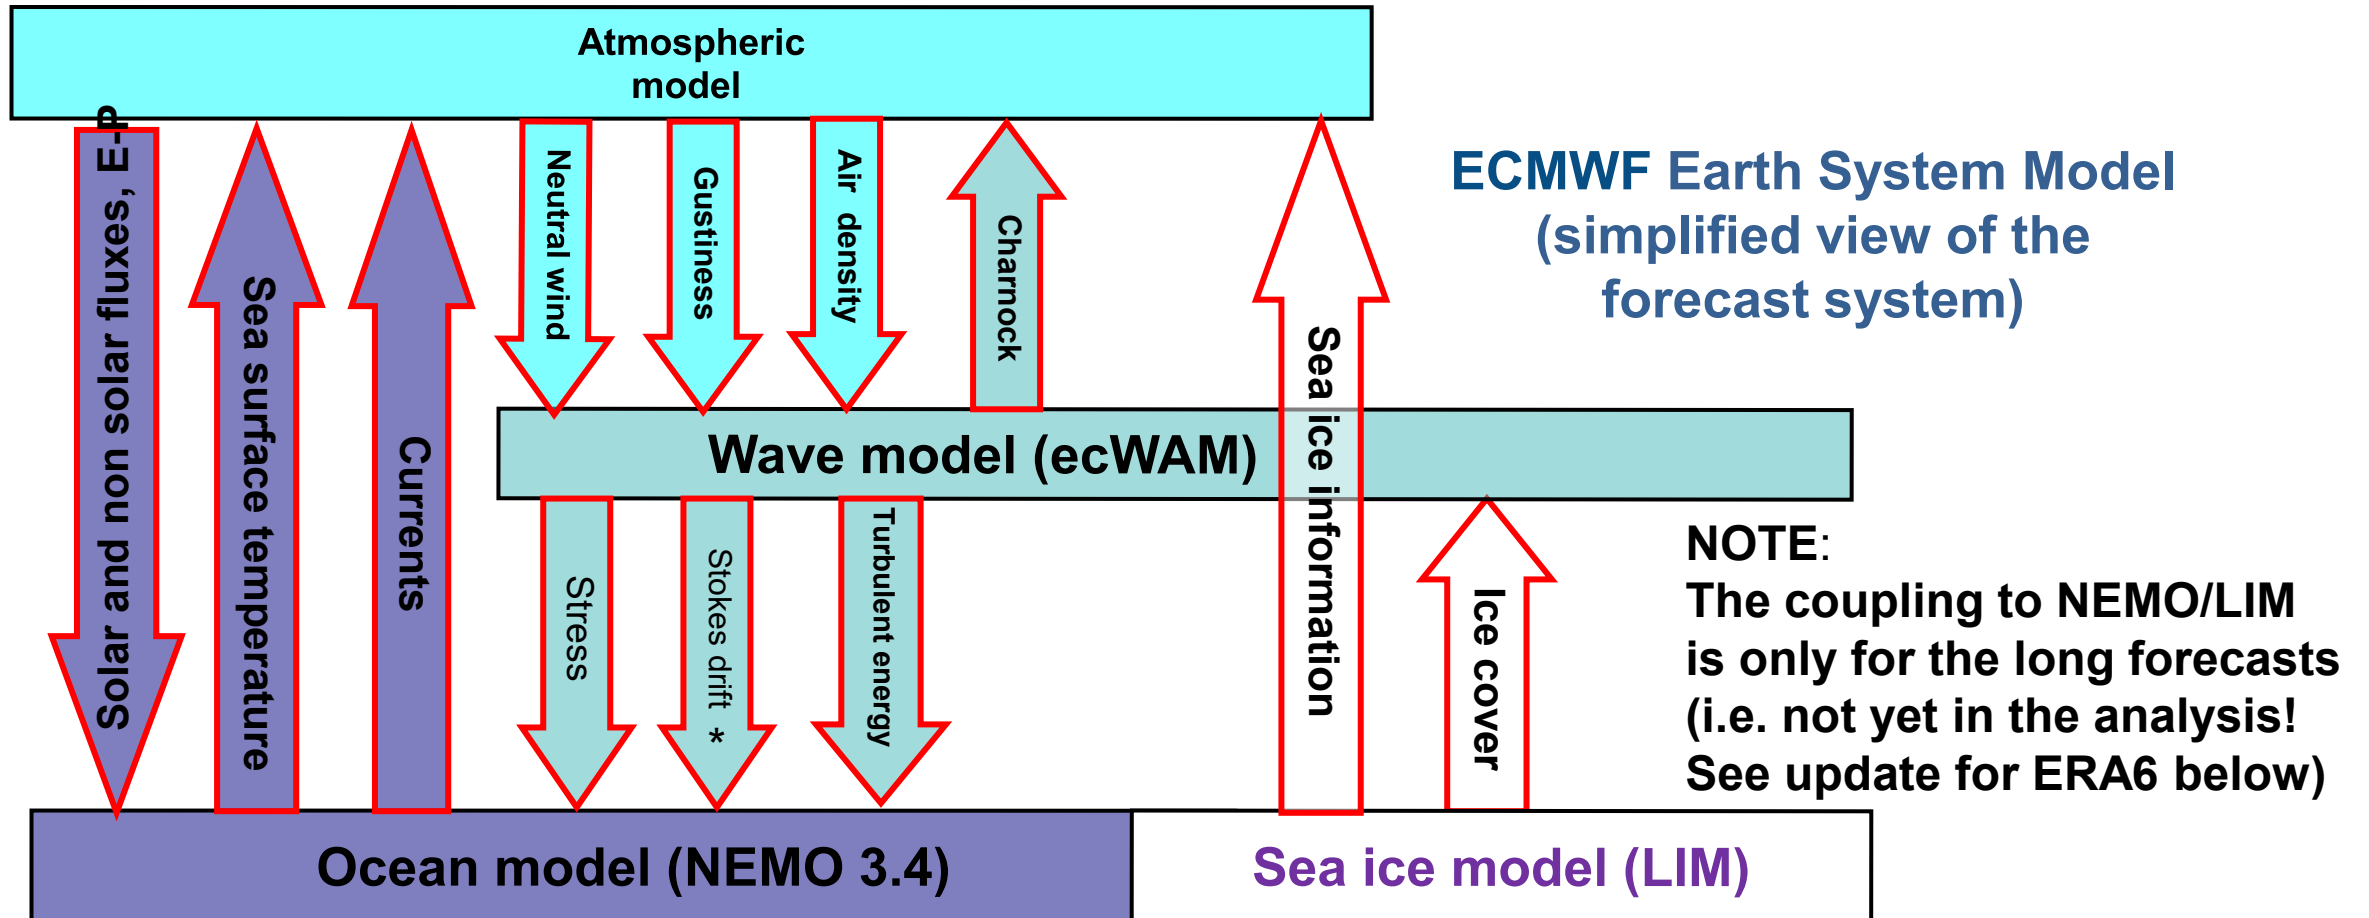 Atmospheric
model
Solar and non solar fluxes, E-P
Sea surface temperature
Currents
Neutral wind
Gustiness
Air density
Charnock
Sea ice information
ECMWF Earth System Model
(simplified view of the
forecast system)
Wave model (ecWAM)
Stress
Stokes drift *
Turbulent energy
Ice cover
NOTE:
The coupling to NEMO/LIM
is only for the long forecasts
(i.e. not yet in the analysis!
See update for ERA6 below)
Ocean model (NEMO 3.4)
Sea ice model (LIM)